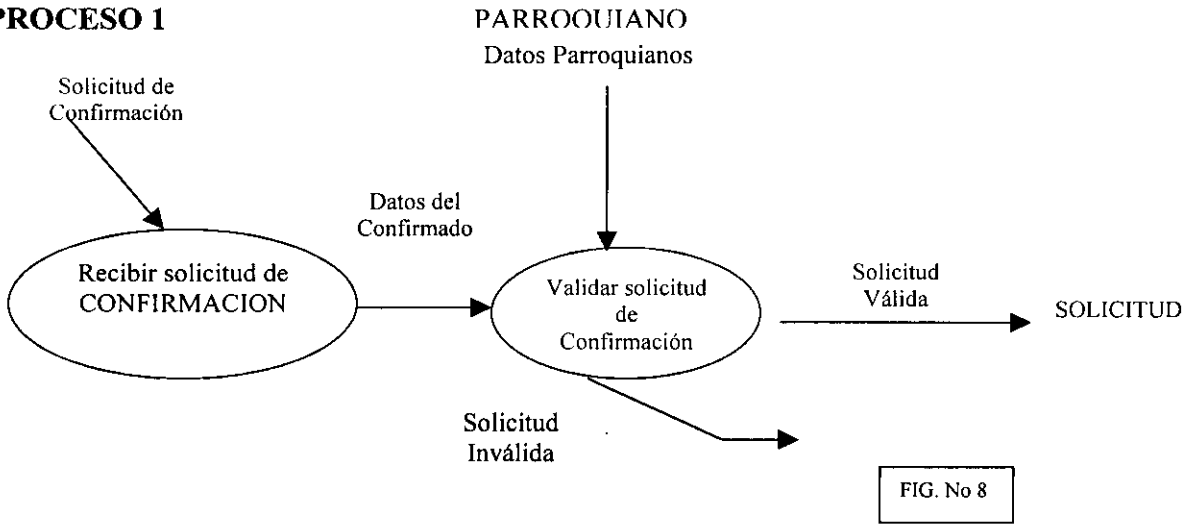 PROCESO 1
PARROQUIANO
Datos Parroquianos
Solicitud de
Confirmación
Datos del
Confirmado
Recibir solicitud de
CONFIRMACION
Validar solicitud
de
Confirmación
Solicitud
Válida
SOLICITUD
Solicitud
Inválida
FIG. No 8